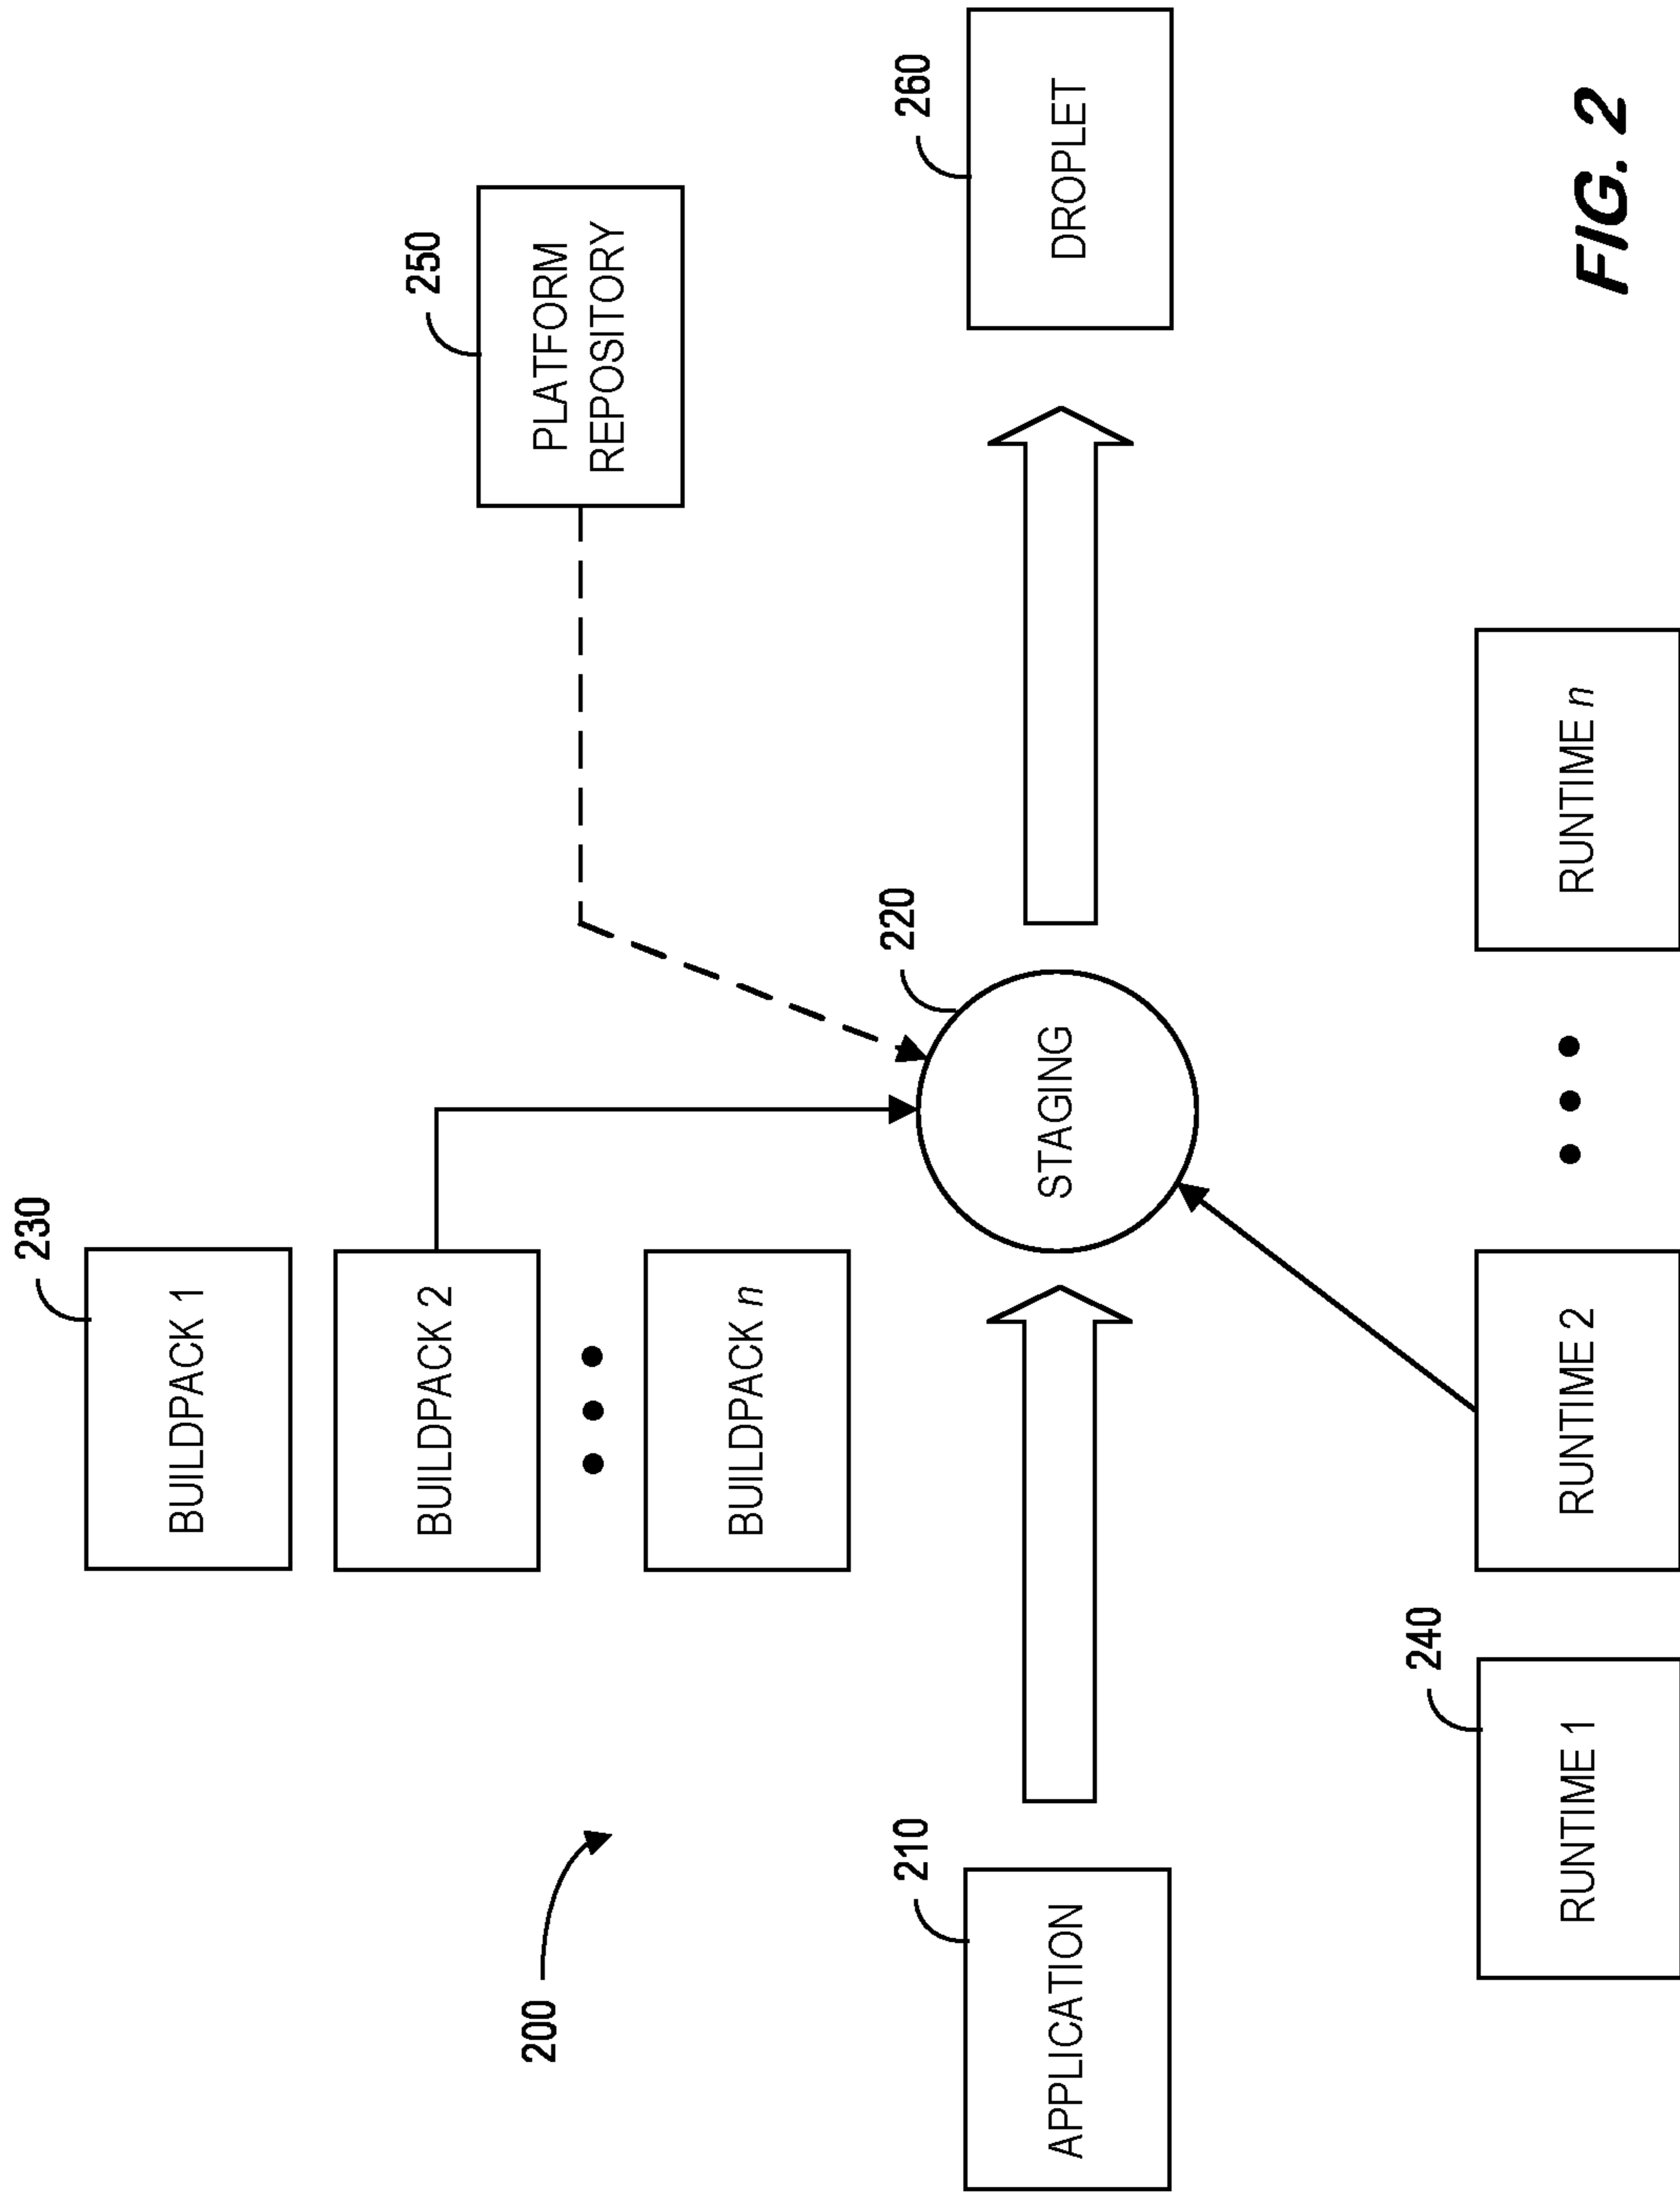 230
BUILDPACK 1
BUILDPACK 2
BUILDPACK n
250
PLATFORM
REPOSITORY
200
210
APPLICATION
220
STAGING
260
DROPLET
240
RUNTIME 1
RUNTIME 2
RUNTIME n
FIG. 2